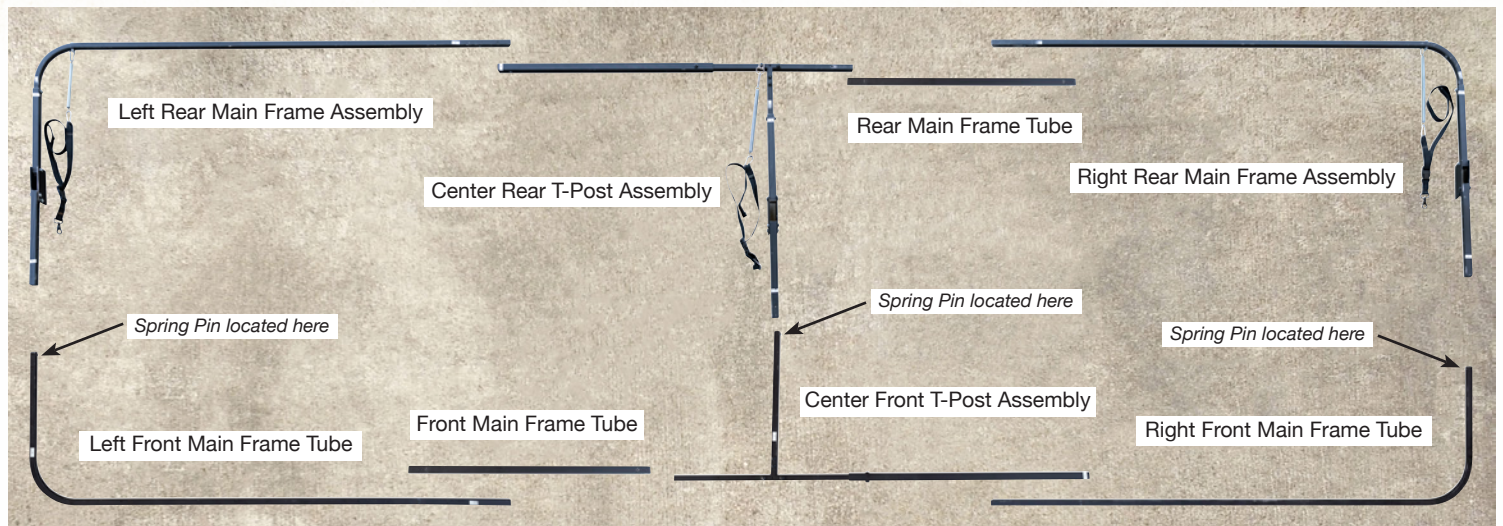 Left Rear Main Frame Assembly
Rear Main Frame Tube
Center Rear T-Post Assembly
Right Rear Main Frame Assembly
Spring Pin located here
Spring Pin located here
Spring Pin located here
Center Front T-Post Assembly
Front Main Frame Tube
Left Front Main Frame Tube
Right Front Main Frame Tube